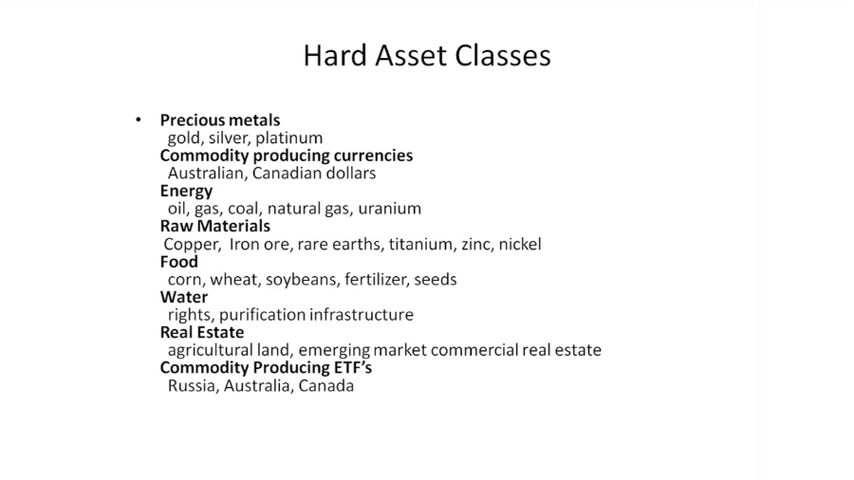 Hard Asset Classes
• Precious metals
gold, silver, platinum
Commodity producing currencies
Australian, Canadian dollars
Energy
oil, gas, coal, natural gas, uranium
Raw Materials
Copper, Iron ore, rare earths, titanium, zinc, nickel
Food
corn, wheat, soybeans, fertilizer, seeds
Water
rights, purification infrastructure
Real Estate
agricultural land, emerging market commercial real estate
Commodity Producing ETF's
Russia, Australia, Canada